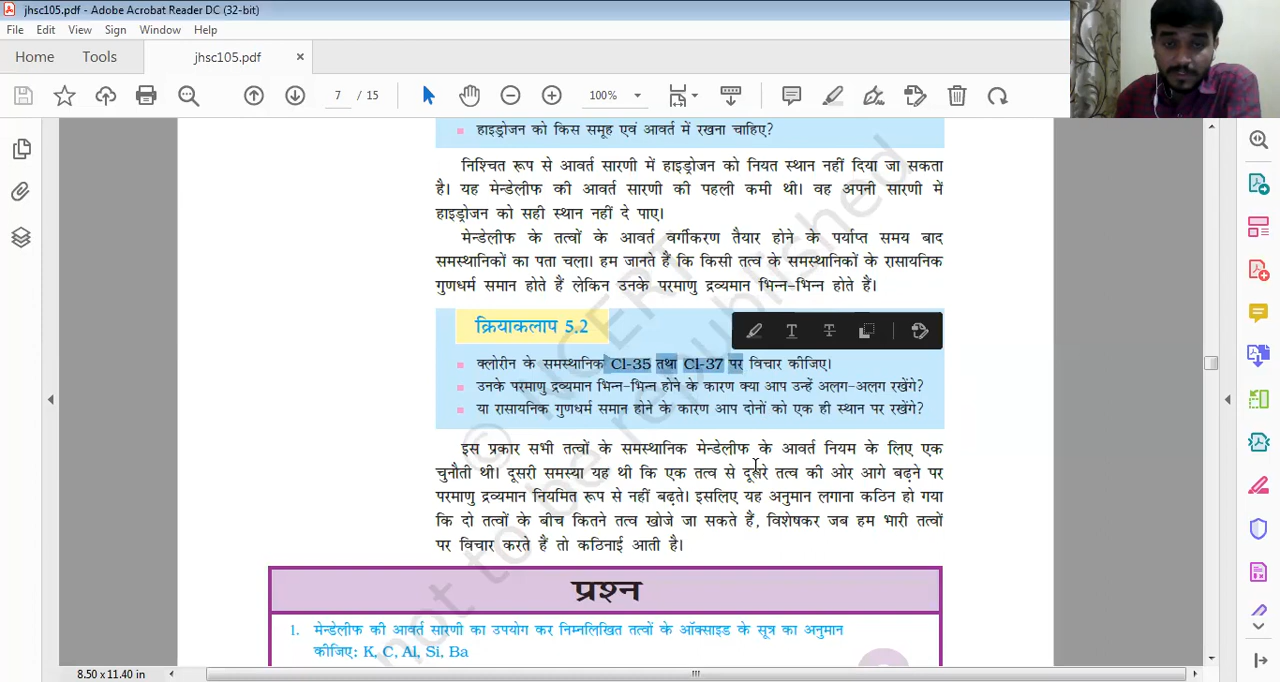 jhsc105.pdf - Adobe Acrobat Reader DC (32-bit)
File Edit View Sign Window Help
Home Tools jhsc105.pdf ×
7 / 15 100%
हाइड्रोजन को किस समूह एवं आवर्त में रखना चाहिए?
निश्चित रूप से आवर्त सारणी में हाइड्रोजन को नियत स्थान नहीं दिया जा सकता
है। यह मेन्डेलीफ की आवर्त सारणी की पहली कमी थी। वह अपनी सारणी में
हाइड्रोजन को सही स्थान नहीं दे पाए।
मेन्डेलीफ के तत्वों के आवर्त वर्गीकरण तैयार होने के पर्याप्त समय बाद
समस्थानिकों का पता चला। हम जानते हैं कि किसी तत्व के समस्थानिकों के रासायनिक
गुणधर्म समान होते हैं लेकिन उनके परमाणु द्रव्यमान भिन्न-भिन्न होते हैं।
क्रियाकलाप 5.2
क्लोरीन के समस्थानिक Cl-35 तथा Cl-37 पर विचार कीजिए।
उनके परमाणु द्रव्यमान भिन्न-भिन्न होने के कारण क्या आप उन्हें अलग-अलग रखेंगे?
या रासायनिक गुणधर्म समान होने के कारण आप दोनों को एक ही स्थान पर रखेंगे?
इस प्रकार सभी तत्वों के समस्थानिक मेन्डेलीफ के आवर्त नियम के लिए एक
चुनौती थी। दूसरी समस्या यह थी कि एक तत्व से दूसरे तत्व की ओर आगे बढ़ने पर
परमाणु द्रव्यमान नियमित रूप से नहीं बढ़ते। इसलिए यह अनुमान लगाना कठिन हो गया
कि दो तत्वों के बीच कितने तत्व खोजे जा सकते हैं, विशेषकर जब हम भारी तत्वों
पर विचार करते हैं तो कठिनाई आती है।
प्रश्न
1. मेन्डेलीफ की आवर्त सारणी का उपयोग कर निम्नलिखित तत्वों के ऑक्साइड के सूत्र का अनुमान
कीजिए: K, C, Al, Si, Ba
© NCERT
not to be republished
8.50 x 11.40 in